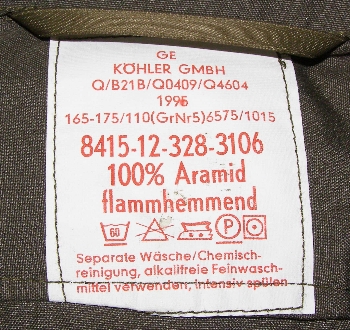 GE
KÖHLER GMBH
Q/B21B/Q0409/Q4604
1995
165-175/110(GrNr5)6575/1015
8415-12-328-3106
100% Aramid
flammhemmend
60 P
Separate Wäsche/Chemisch-
reinigung, alkalifreie Feinwasch-
mittel verwenden, intensiv spülen